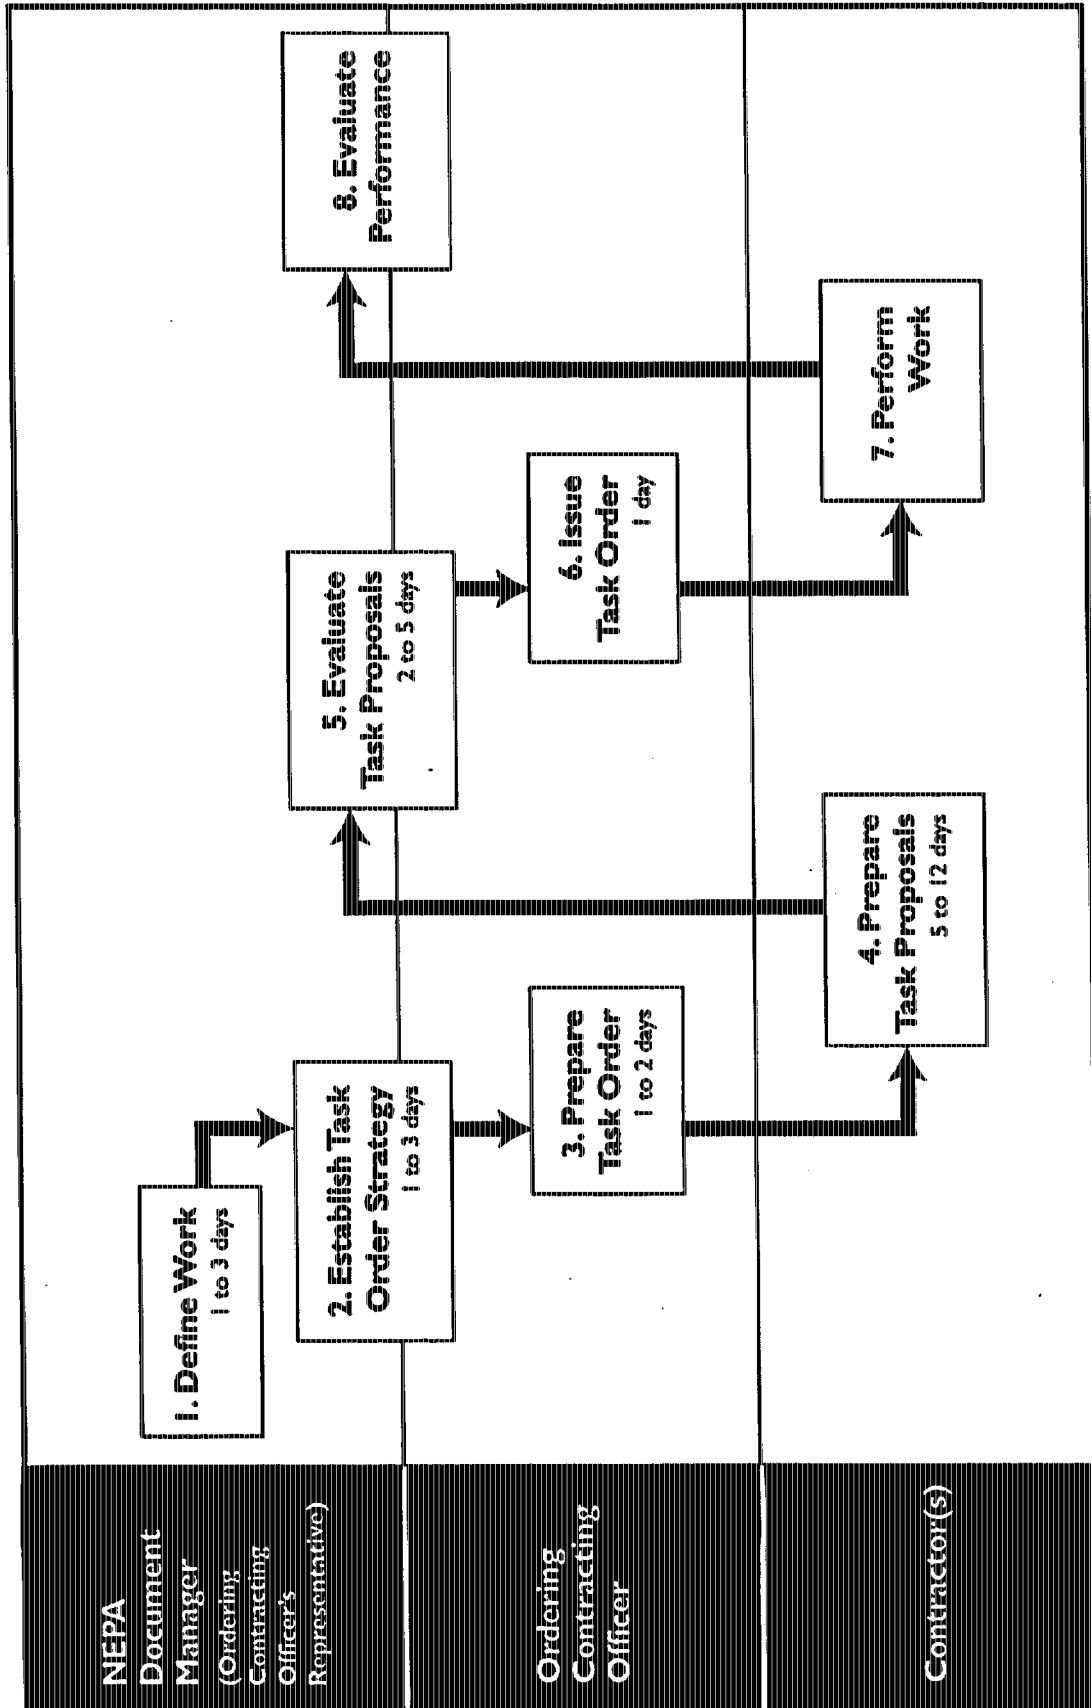 NEPA
Document
Manager
(Ordering
Contracting
Officer's
Representative)
Ordering
Contracting
Officer
Contractor(s)
1. Define Work
1 to 3 days
2. Establish Task
Order Strategy
1 to 3 days
3. Prepare
Task Order
1 to 2 days
4. Prepare
Task Proposals
5 to 12 days
5. Evaluate
Task Proposals
2 to 5 days
6. Issue
Task Order
1 day
7. Perform
Work
8. Evaluate
Performance